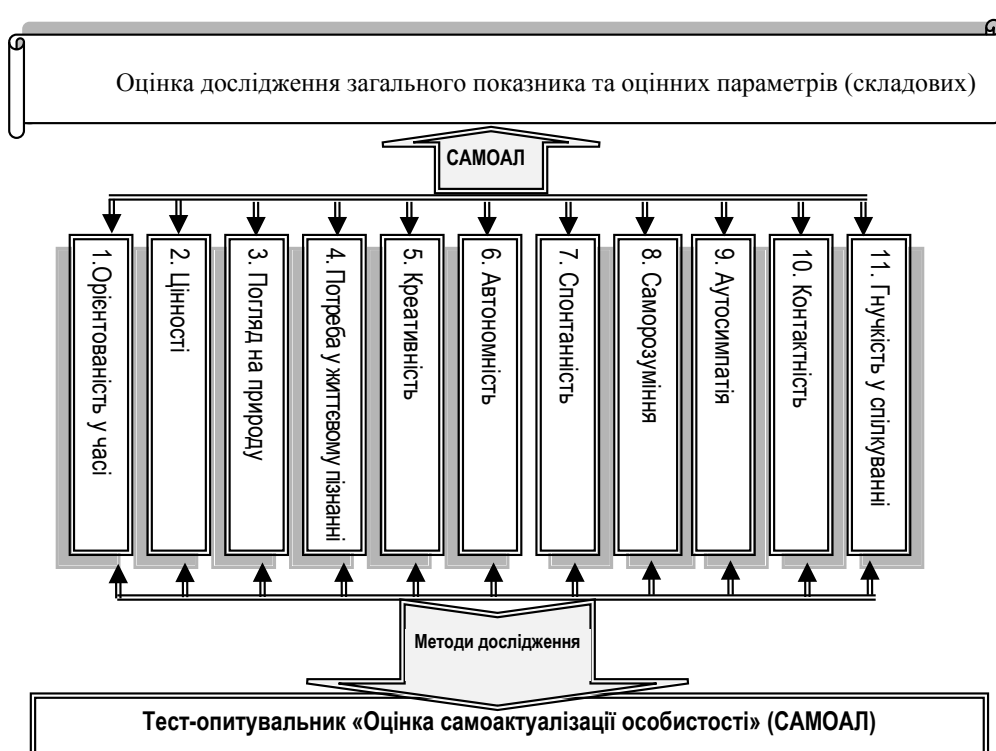 Оцінка дослідження загального показника та оцінних параметрів (складових)
САМОАЛ
1.Орієнтованість у часі
2. Цінності
3. Погляд на природу
4. Потреба у життєвому пізнанні
5. Креативність
6. Автономність
7. Спонтанність
8. Саморозуміння
9. Аутосимпатія
10. Контактність
11. Гнучкість у спілкуванні
Методи дослідження
Тест-опитувальник «Оцінка самоактуалізації особистості» (САМОАЛ)